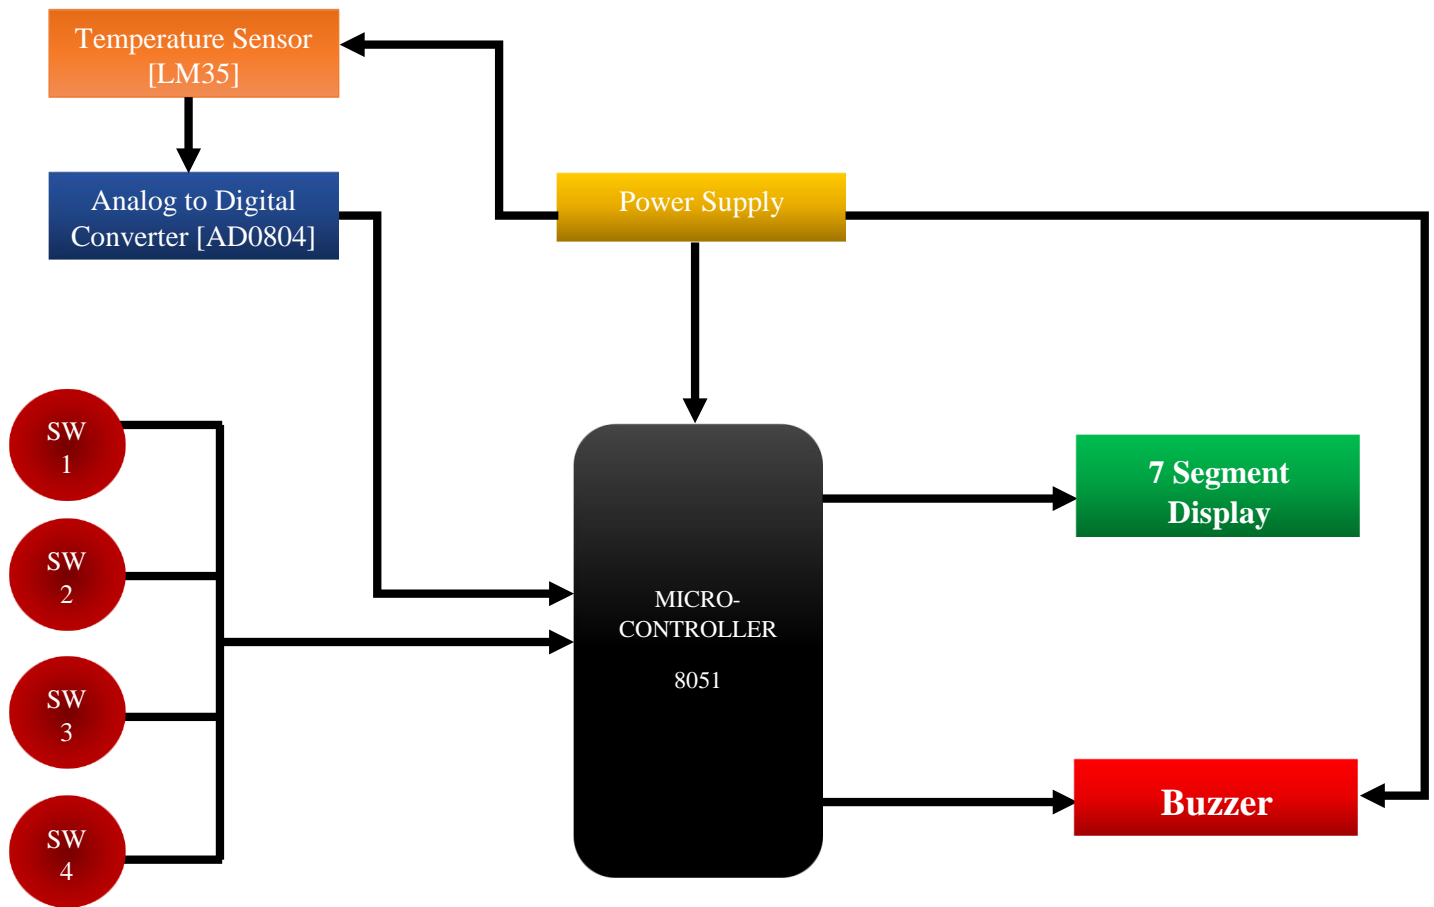 Temperature Sensor
[LM35]
Analog to Digital
Converter [AD0804]
Power Supply
SW
1
SW
2
SW
3
SW
4
MICRO-
CONTROLLER
8051
7 Segment
Display
Buzzer